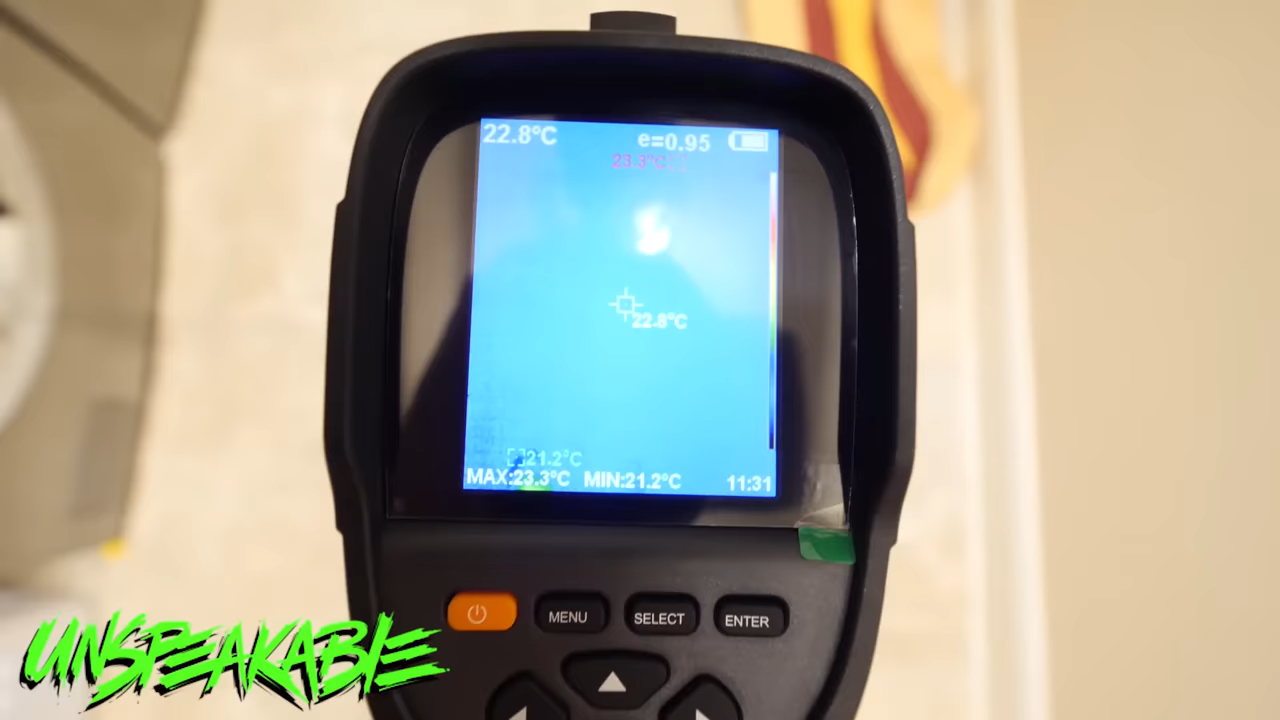 22.8°C e=0.95
23.3°C
22.8°C
21.2°C
MAX:23.3°C MIN:21.2°C 11:31
MENU SELECT ENTER
UNSPEAKABLE